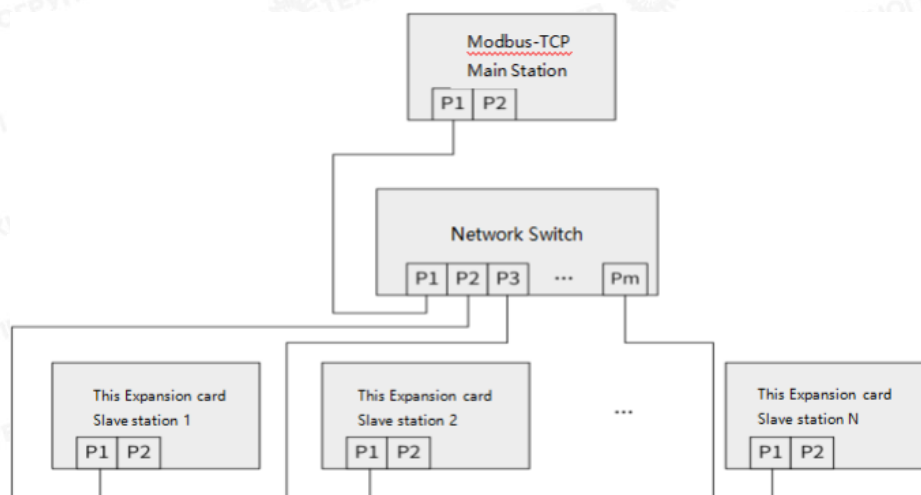 Modbus-TCP
Main Station
P1 P2
Network Switch
P1 P2 P3 ... Pm
This Expansion card
Slave station 1
P1 P2
This Expansion card
Slave station 2
P1 P2
...
This Expansion card
Slave station N
P1 P2